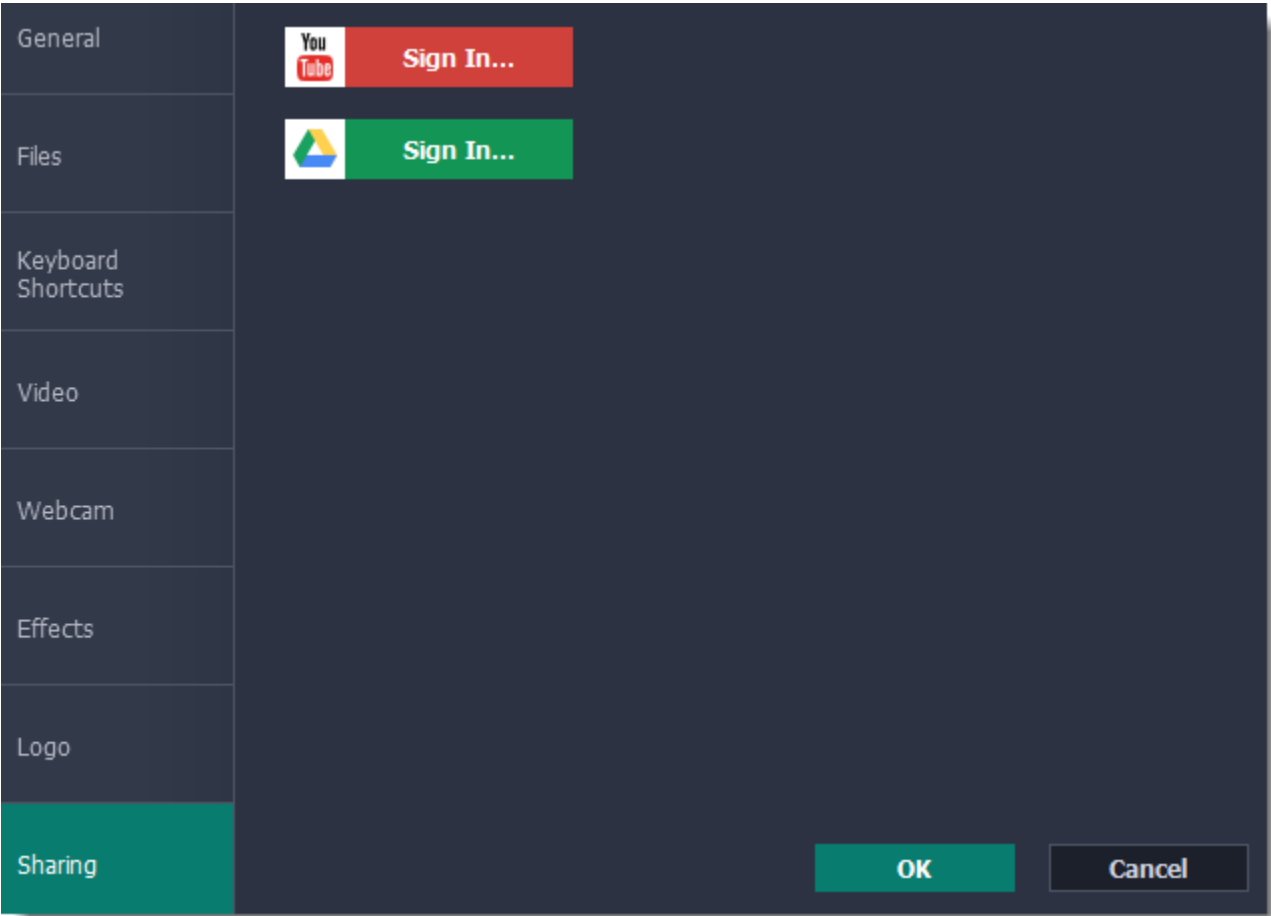 General
Files
Keyboard
Shortcuts
Video
Webcam
Effects
Logo
Sharing
You
Tube
Sign In...
Sign In...
OK
Cancel